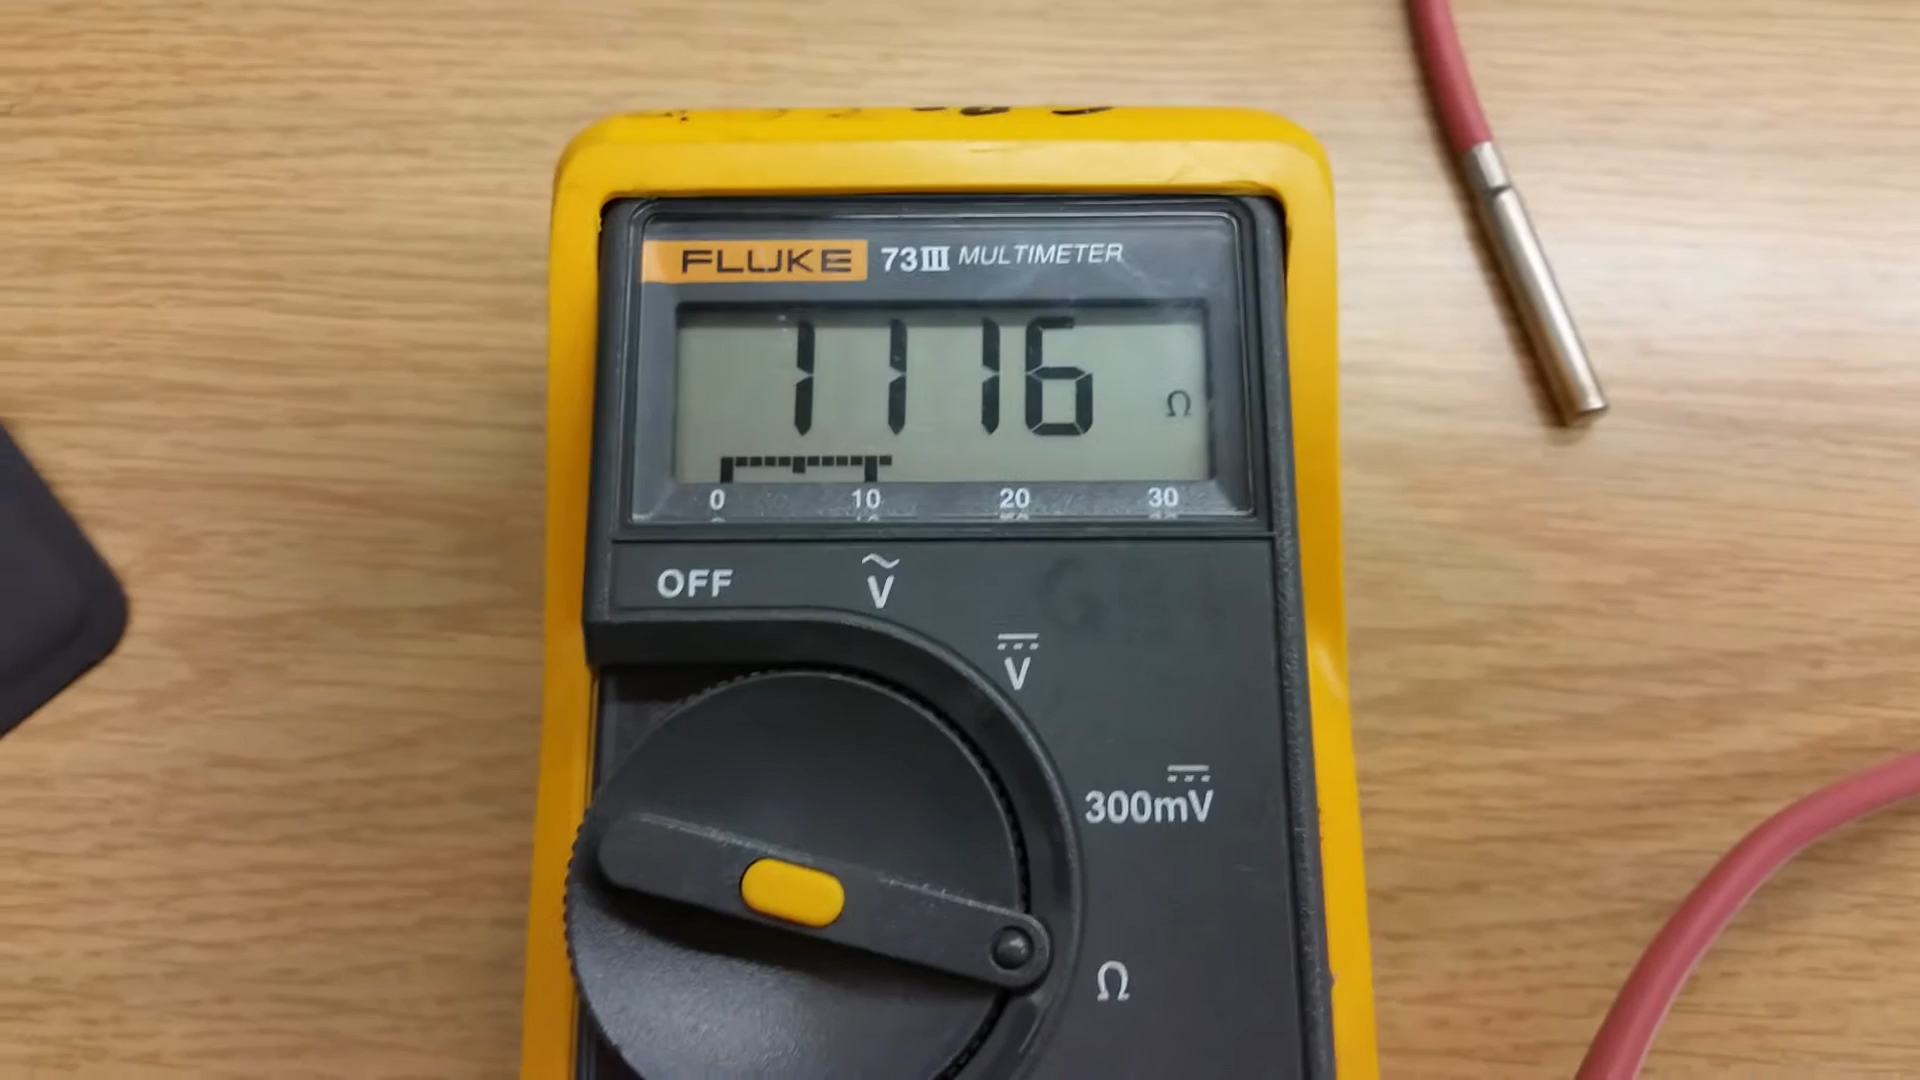 FLUKE 73III MULTIMETER
1116 Ω
0 10 20 30
OFF
V
V
300mV
Ω